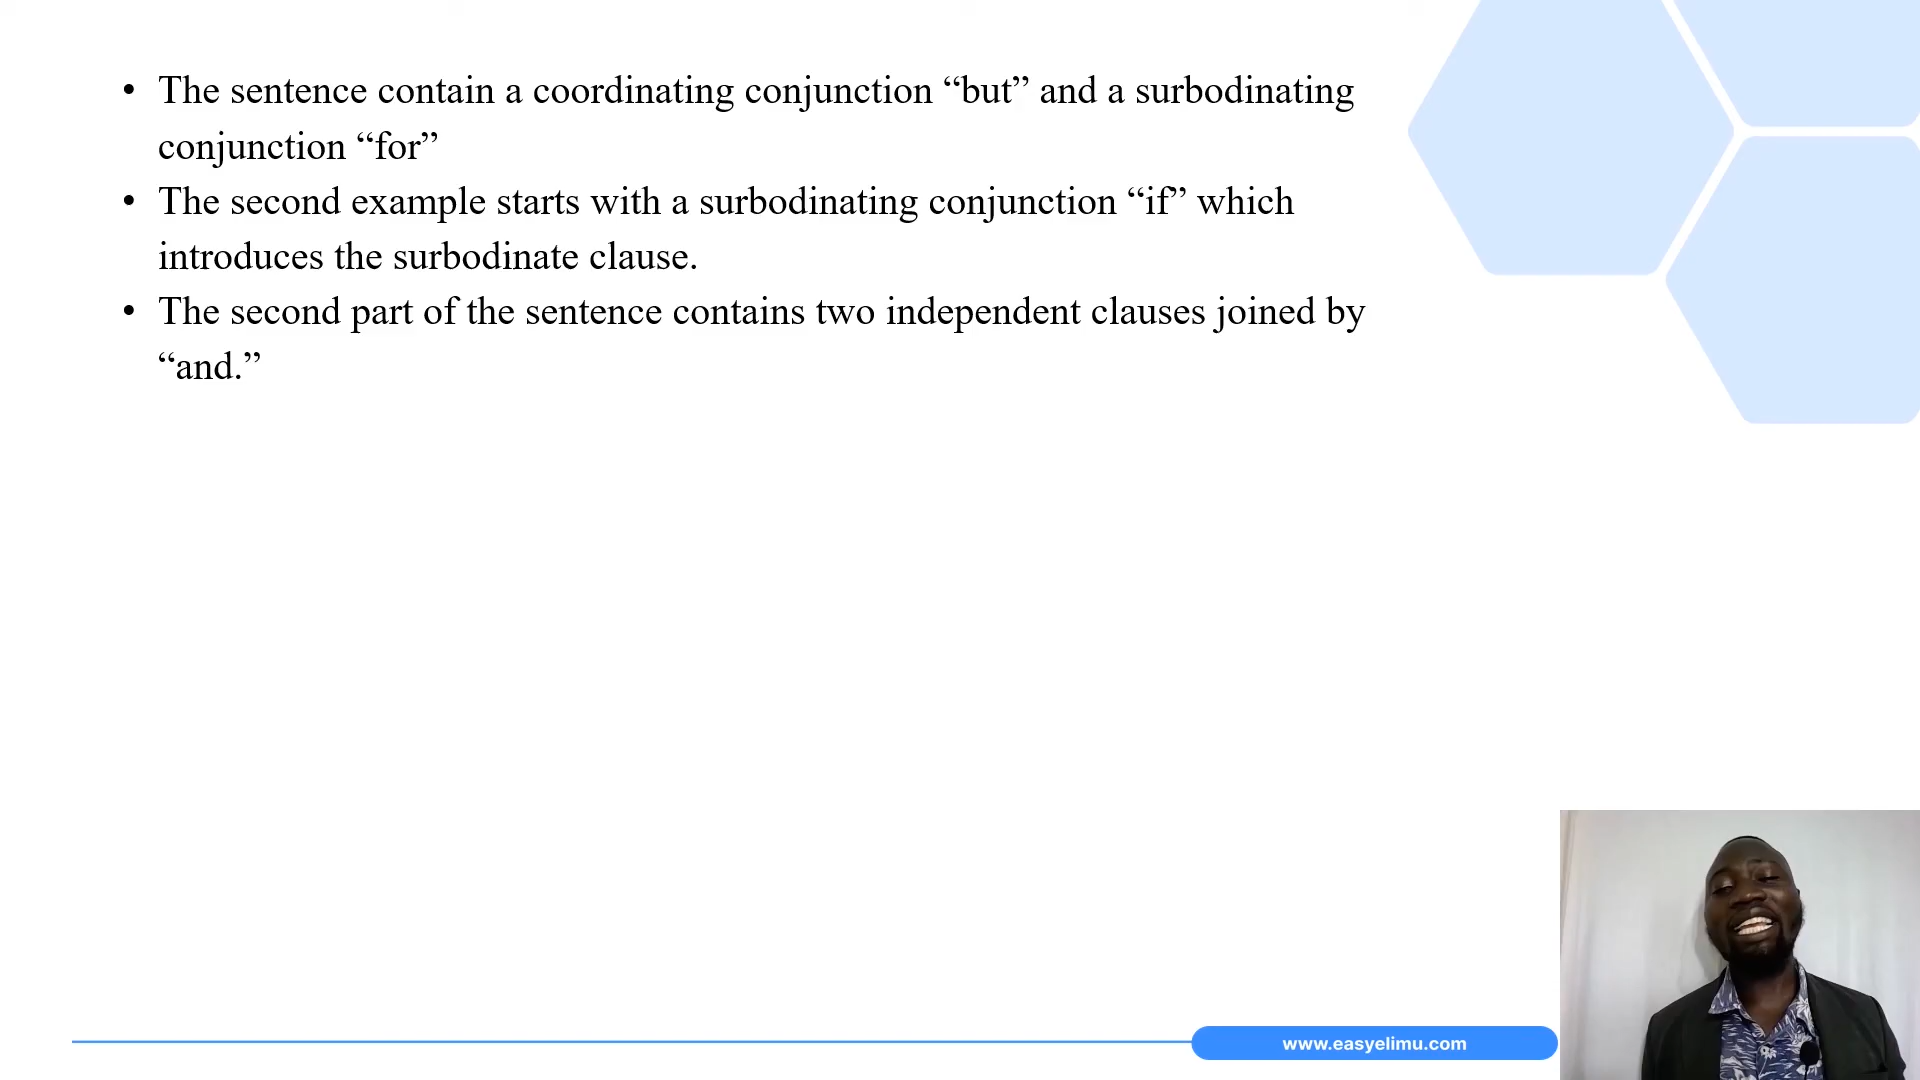 • The sentence contain a coordinating conjunction “but” and a surbodinating
conjunction “for”
• The second example starts with a surbodinating conjunction “if” which
introduces the surbodinate clause.
• The second part of the sentence contains two independent clauses joined by
“and.”
www.easyelimu.com